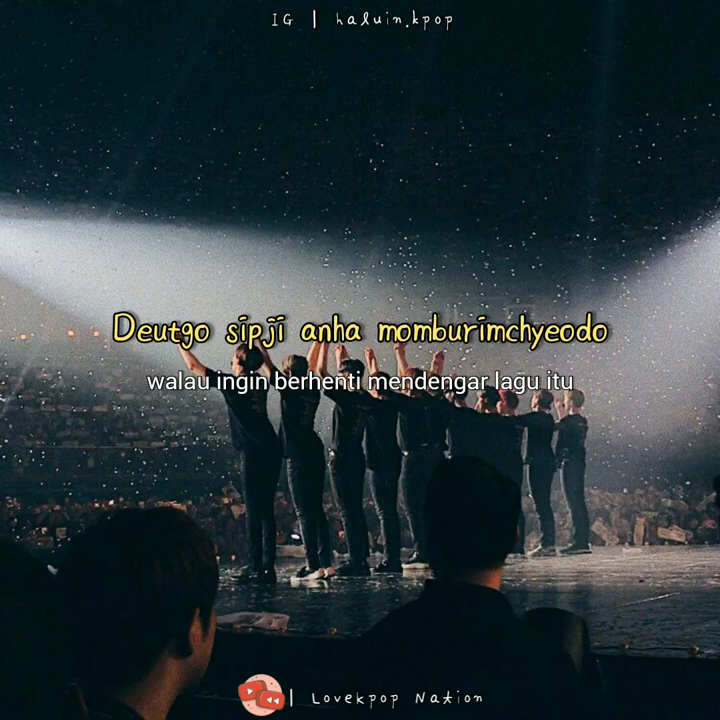 IG | haluin.kpop
Deutgo sipji anha momburimchyeodo
walau ingin berhenti mendengar lagu itu
| Lovekpop Nation